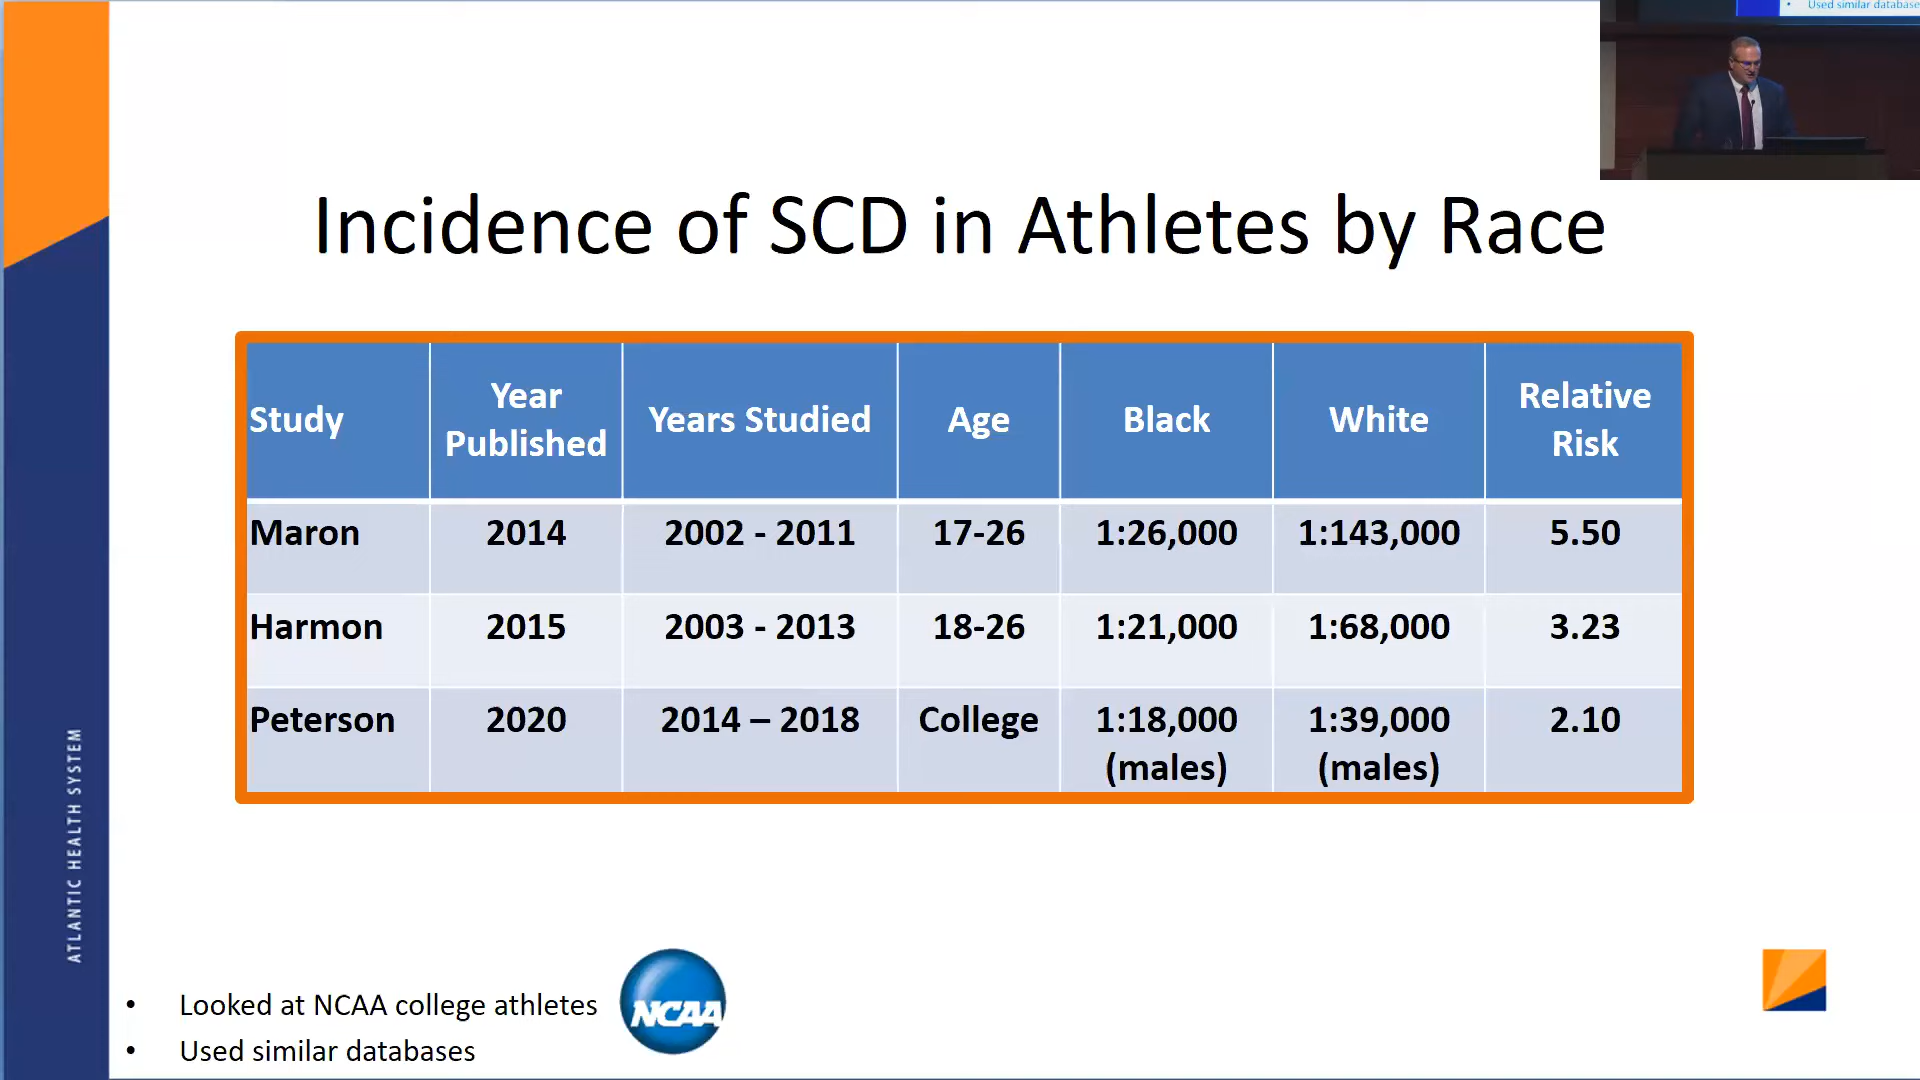 Used similar database
Incidence of SCD in Athletes by Race
Study
Year Published
Years Studied
Age
Black
White
Relative Risk
Maron
2014
2002 - 2011
17-26
1:26,000
1:143,000
5.50
Harmon
2015
2003 - 2013
18-26
1:21,000
1:68,000
3.23
Peterson
2020
2014 – 2018
College
1:18,000
(males)
1:39,000
(males)
2.10
ATLANTIC HEALTH SYSTEM
• Looked at NCAA college athletes
NCAA
• Used similar databases